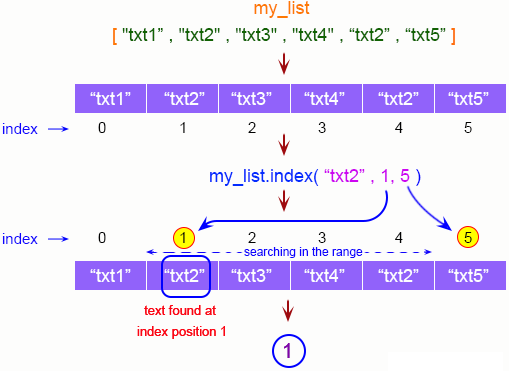 my_list
[ "txt1” , "txt2" , "txt3" , "txt4" , “txt2” , “txt5” ]
“txt1” “txt2” “txt3” “txt4” “txt2” “txt5”
index 0 1 2 3 4 5
my_list.index( “txt2” , 1, 5 )
index 0 1 2 3 4 5
searching in the range
“txt1” “txt2” “txt3” “txt4” “txt2” “txt5”
text found at
index position 1
1